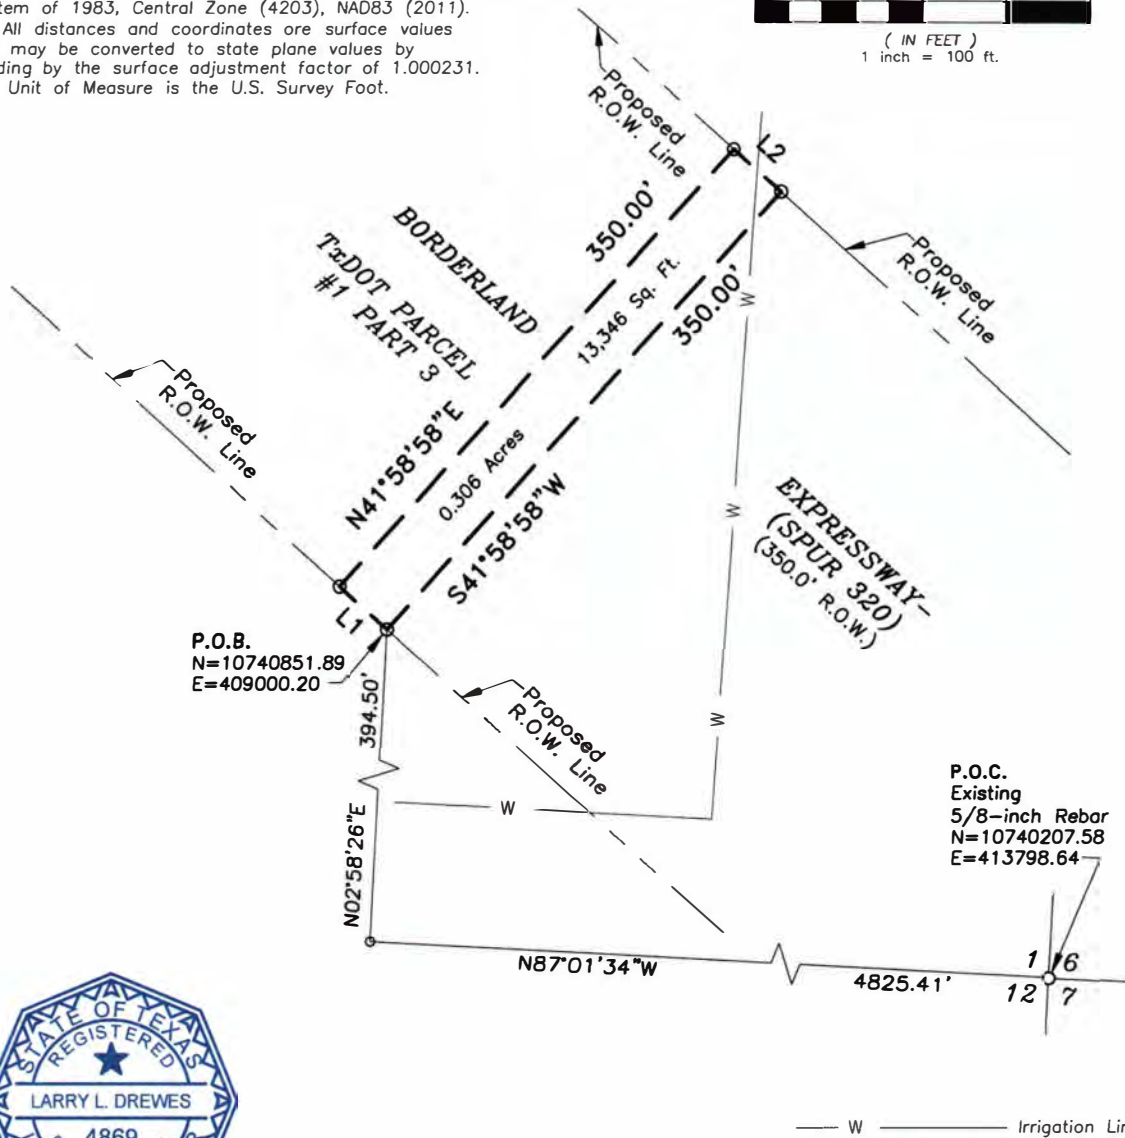 of 1983, Central Zone (4203), NAD83 (2011).
All distances and coordinates ore surface values
may be converted to state plane values by
by the surface adjustment factor of 1.000231.
Unit of Measure is the U.S. Survey Foot.
( IN FEET )
1 inch = 100 ft.
Proposed
R.O.W. Line
L2
350.00'
BORDERLAND
TxDOT PARCEL
#1 PART 3
13,346 Sq. Ft.
350.00'
W
Proposed
R.O.W. Line
Proposed
R.O.W. Line
N41°58'58"E
0.306 Acres
S41°58'58"W
W
EXPRESSWAY-
(SPUR 320)
(350.0' R.O.W.)
L1
P.O.B.
N=10740851.89
E=409000.20
394.50'
Proposed
R.O.W. Line
W
W
N02°58'26"E
P.O.C.
Existing
5/8-inch Rebar
N=10740207.58
E=413798.64
N87°01'34"W
4825.41'
1 6
12 7
STATE OF TEXAS
REGISTERED
LARRY L. DREWES
4869
W Irrigation